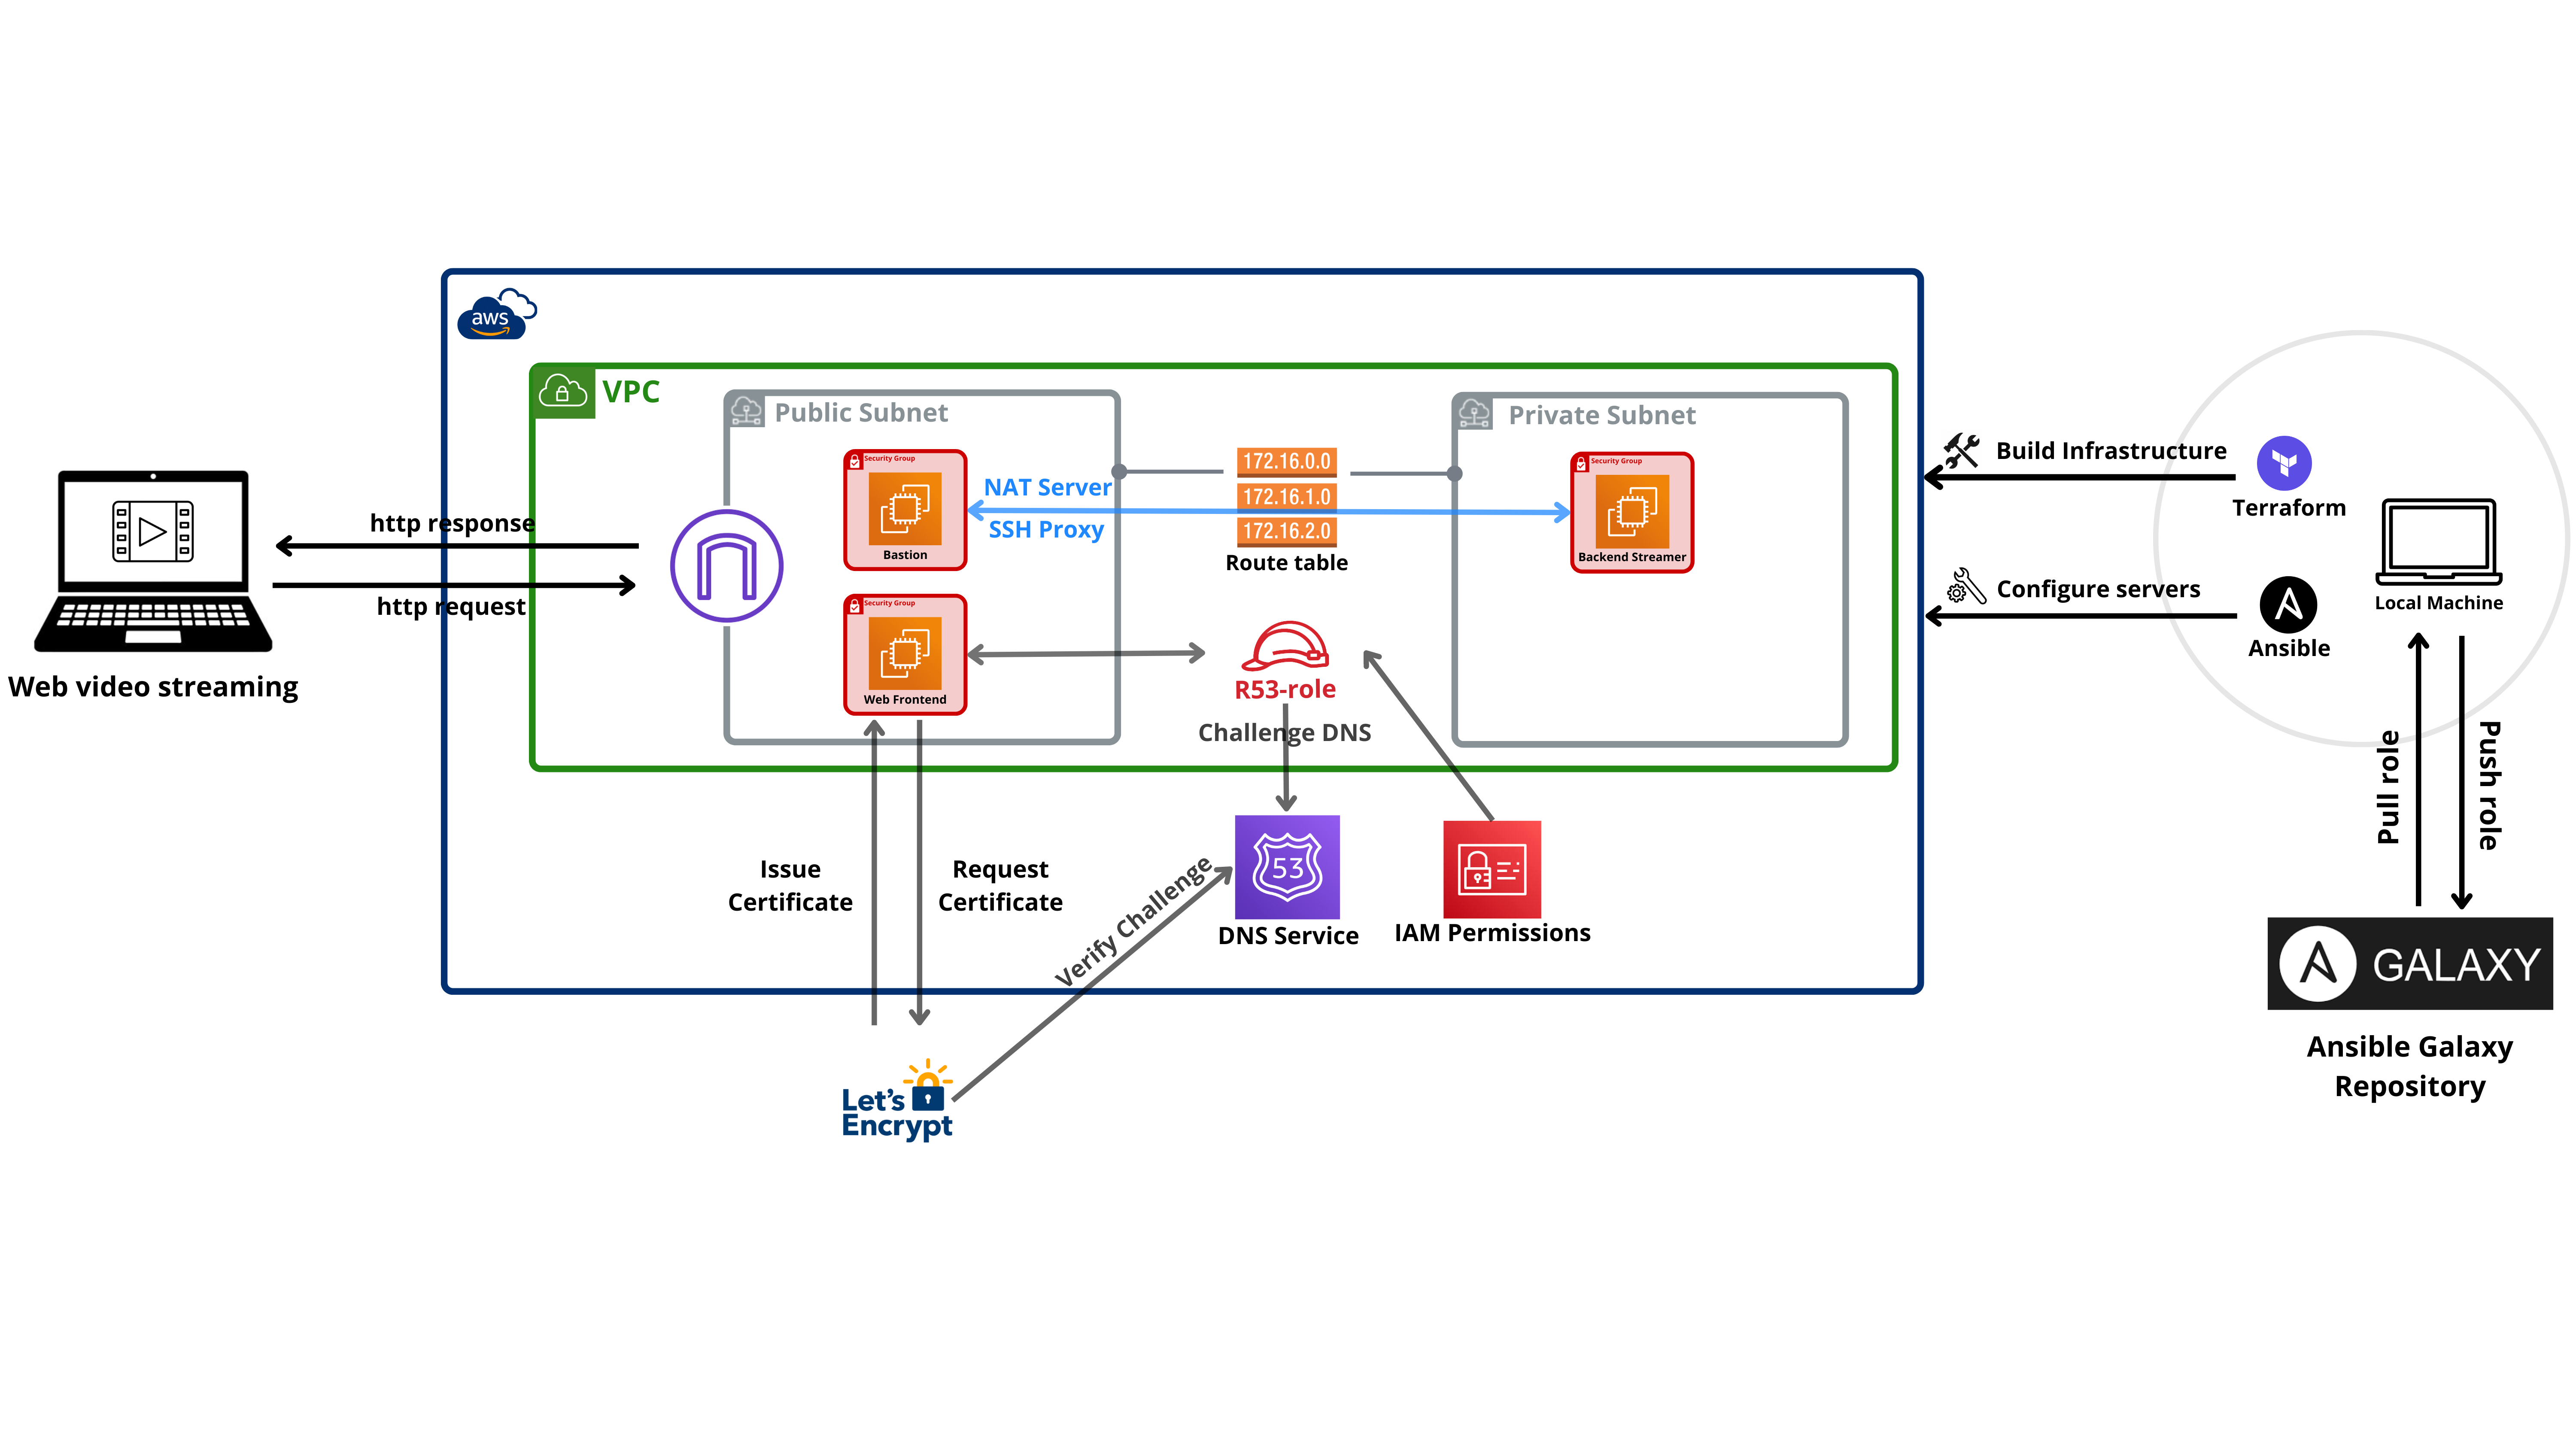 aws
VPC
Public Subnet
Private Subnet
Security Group
Bastion
NAT Server
SSH Proxy
172.16.0.0
172.16.1.0
172.16.2.0
Route table
Security Group
Backend Streamer
Security Group
Web Frontend
R53-role
Challenge DNS
http response
http request
Web video streaming
Build Infrastructure
Terraform
Configure servers
Ansible
Local Machine
Pull role
Push role
Issue
Certificate
Request
Certificate
Verify Challenge
53
DNS Service
IAM Permissions
Let's
Encrypt
GALAXY
Ansible Galaxy
Repository